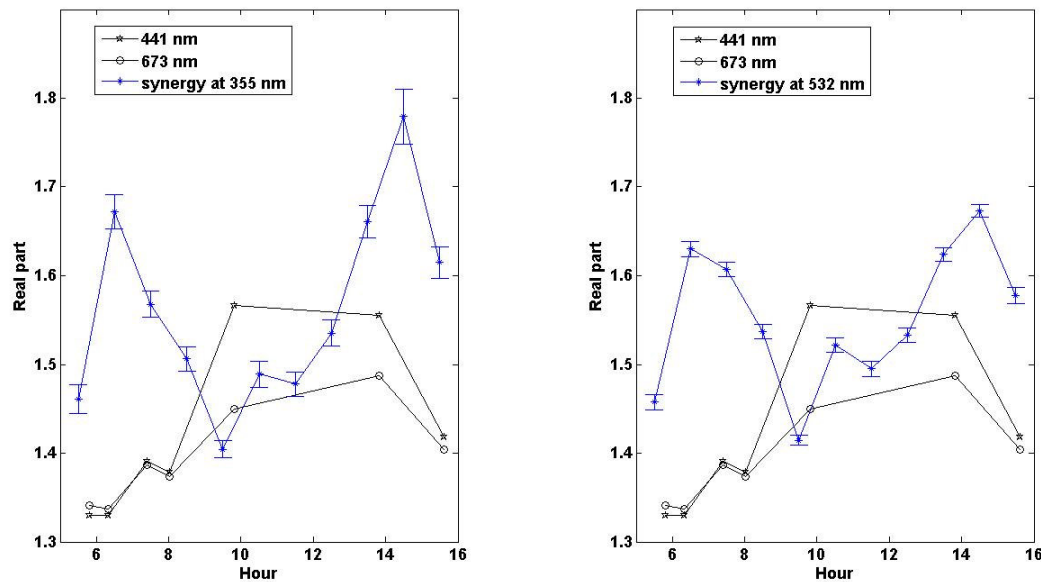 441 nm
673 nm
synergy at 355 nm
Real part
1.8
1.7
1.6
1.5
1.4
1.3
6 8 10 12 14 16
Hour
441 nm
673 nm
synergy at 532 nm
Real part
1.8
1.7
1.6
1.5
1.4
1.3
6 8 10 12 14 16
Hour